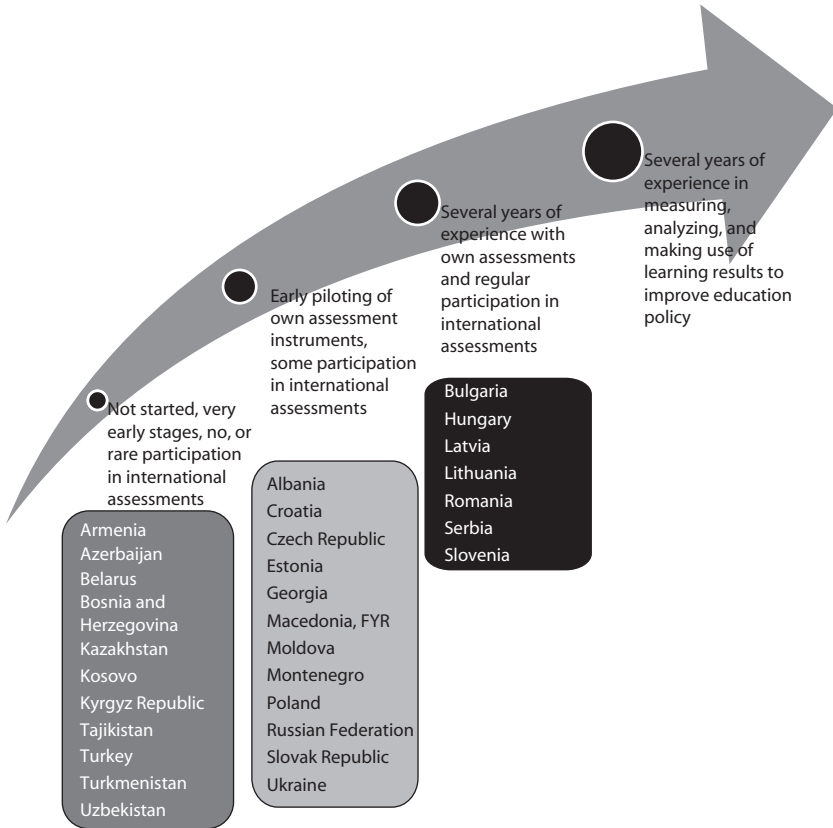 Not started, very
early stages, no, or
rare participation
in international
assessments
Armenia
Azerbaijan
Belarus
Bosnia and
Herzegovina
Kazakhstan
Kosovo
Kyrgyz Republic
Tajikistan
Turkey
Turkmenistan
Uzbekistan
Early piloting of
own assessment
instruments,
some participation
in international
assessments
Albania
Croatia
Czech Republic
Estonia
Georgia
Macedonia, FYR
Moldova
Montenegro
Poland
Russian Federation
Slovak Republic
Ukraine
Several years of
experience with
own assessments
and regular
participation in
international
assessments
Bulgaria
Hungary
Latvia
Lithuania
Romania
Serbia
Slovenia
Several years of
experience in
measuring,
analyzing, and
making use of
learning results to
improve education
policy